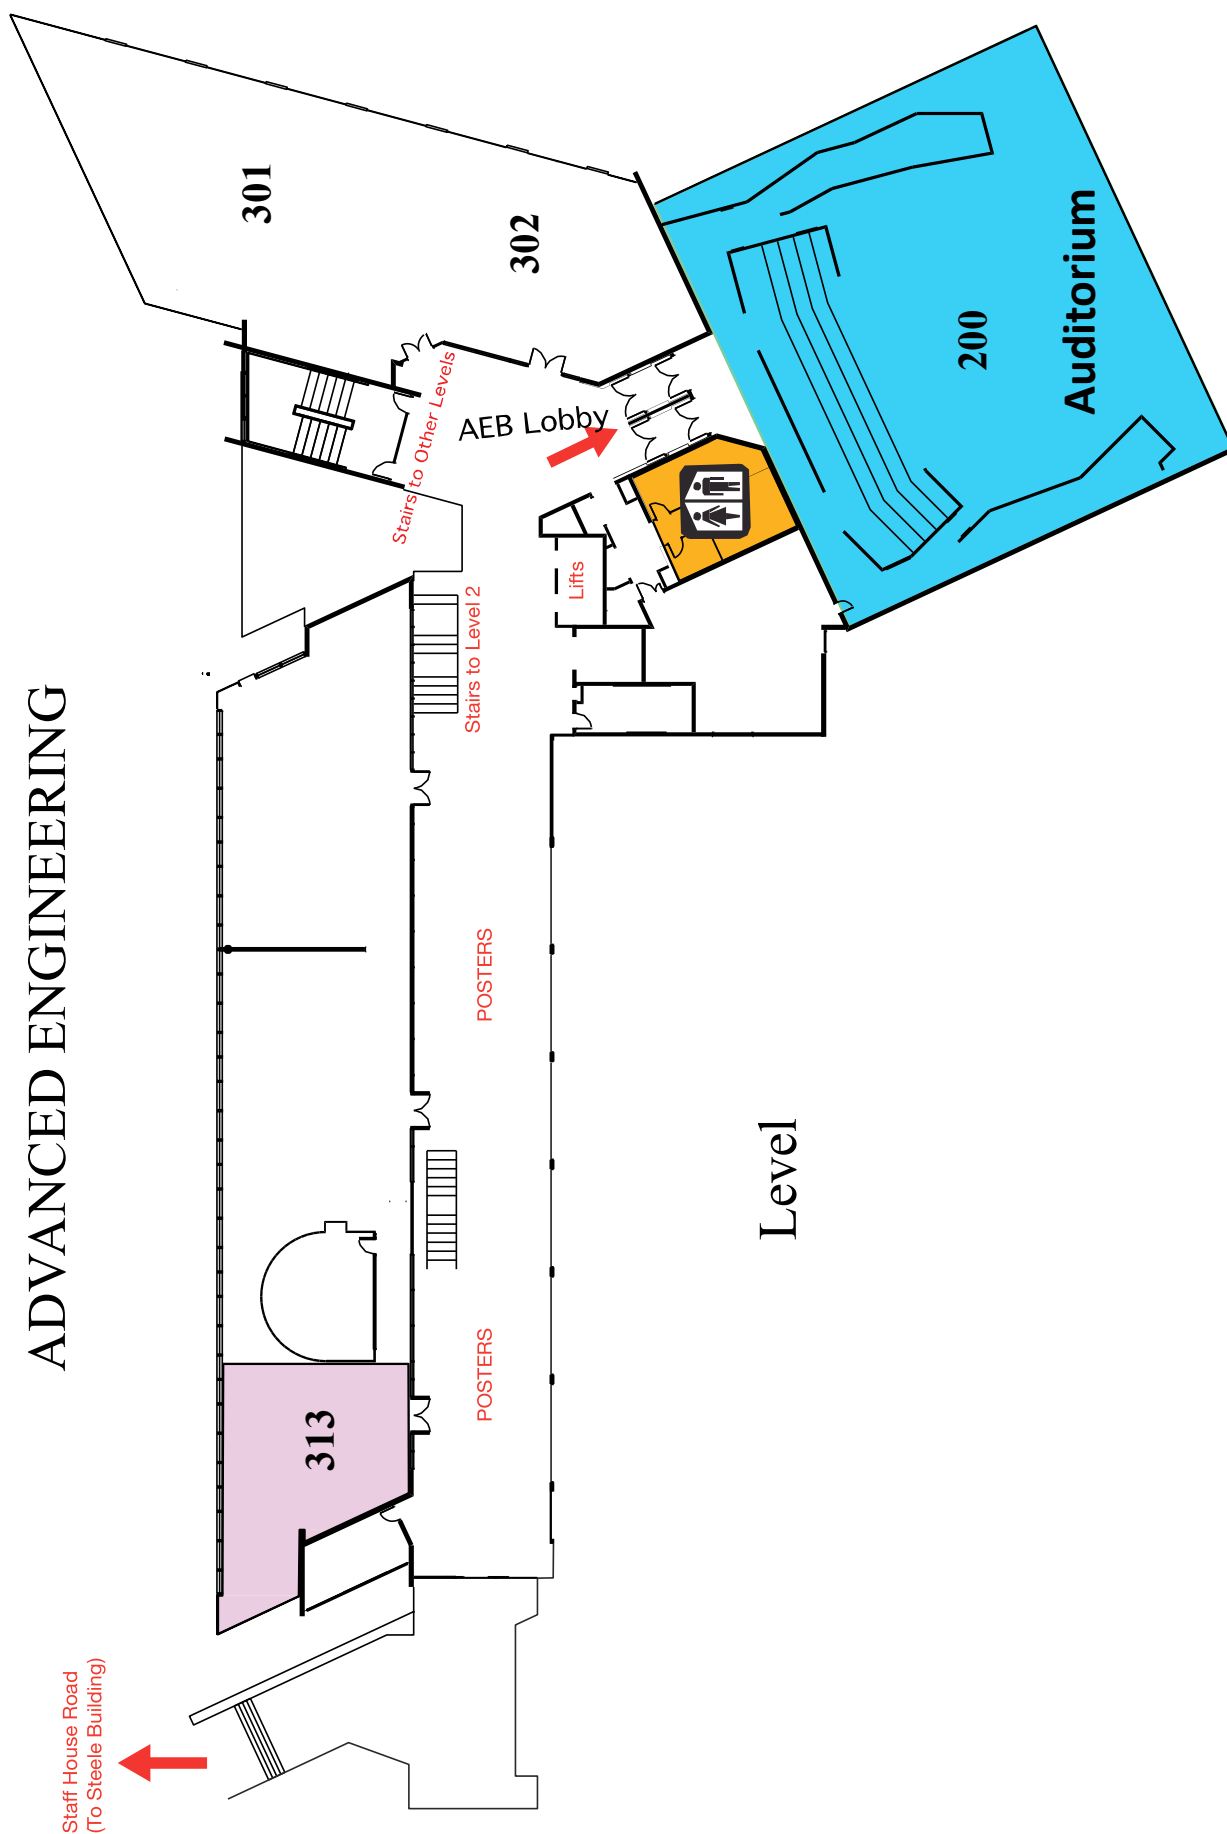 ADVANCED ENGINEERING
Staff House Road
(To Steele Building)
313
POSTERS
POSTERS
Stairs to Level 2
Lifts
Stairs to Other Levels
AEB Lobby
301
302
200
Auditorium
Level